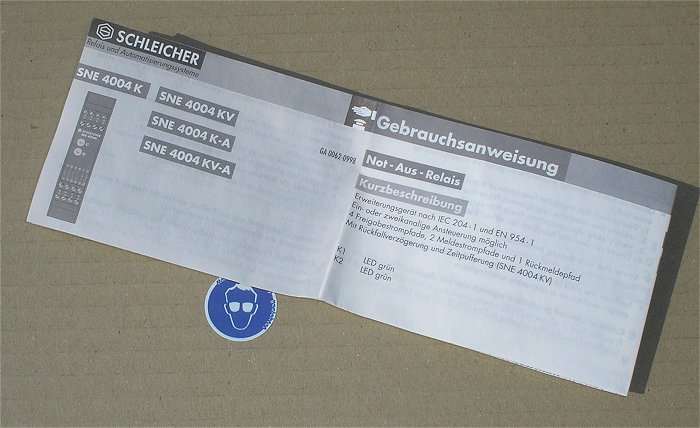 SCHLEICHER
Relais und Automatisierungssysteme
SNE 4004 K
SNE 4004 KV
SNE 4004 K-A
SNE 4004 KV-A
GA 0062 0998
Gebrauchsanweisung
Not - Aus - Relais
Kurzbeschreibung
Erweiterungsgerät nach IEC 204 - 1 und EN 954 - 1
Ein- oder zweikanalige Ansteuerung möglich
4 Freigabestrompfade, 2 Meldestrompfade und 1 Rückmeldepfad
Mit Rückfallverzögerung und Zeitpufferung (SNE 4004 KV)
K1 LED grün
K2 LED grün